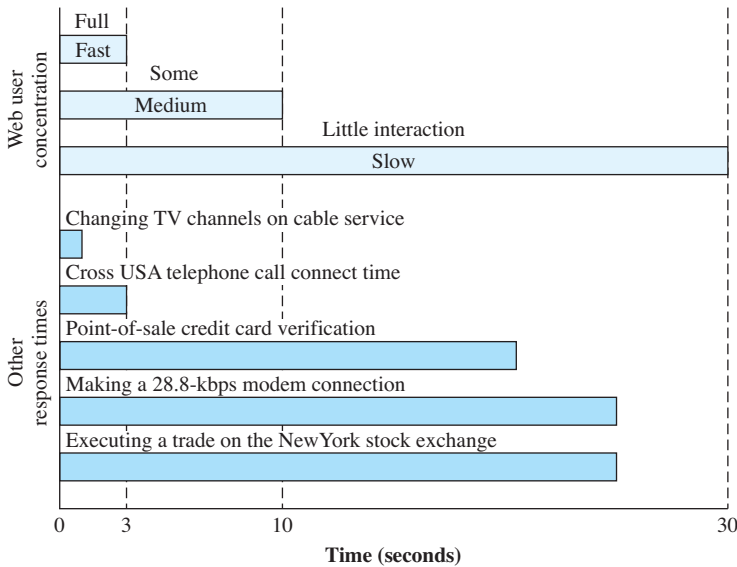 Full
Fast
Some
Medium
Little interaction
Slow
Web user
concentration
Changing TV channels on cable service
Cross USA telephone call connect time
Point-of-sale credit card verification
Making a 28.8-kbps modem connection
Executing a trade on the NewYork stock exchange
Other
response times
0 3 10 30
Time (seconds)